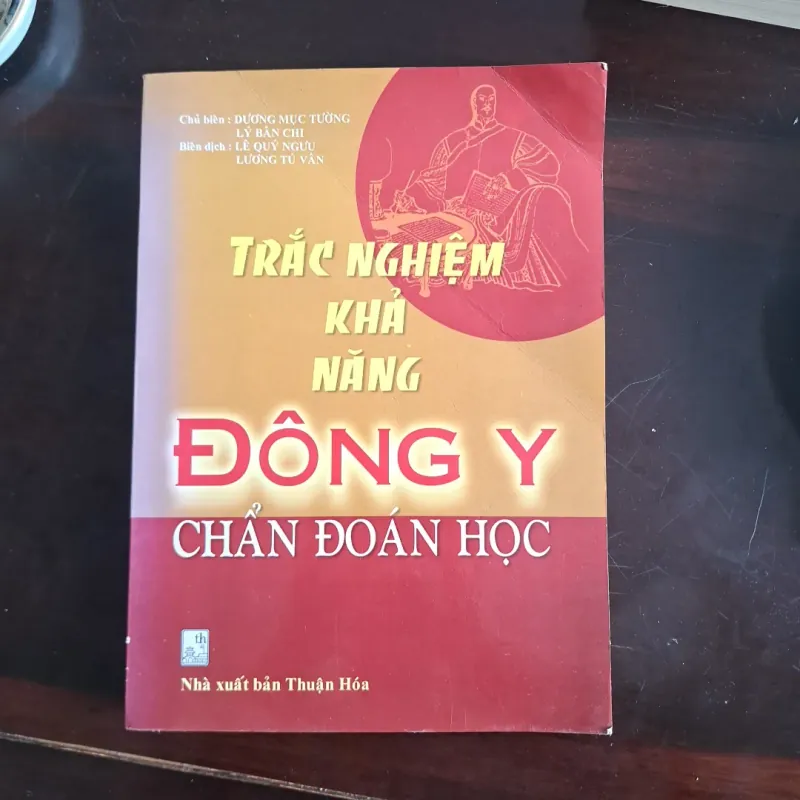 Chủ biên : DƯƠNG MỤC TƯỜNG
LÝ BẢN CHI
Biên dịch : LÊ QUÝ NGƯU
LƯƠNG TÚ VÂN
TRẮC NGHIỆM
KHẢ
NĂNG
ĐÔNG Y
CHẨN ĐOÁN HỌC
th
Nhà xuất bản Thuận Hóa